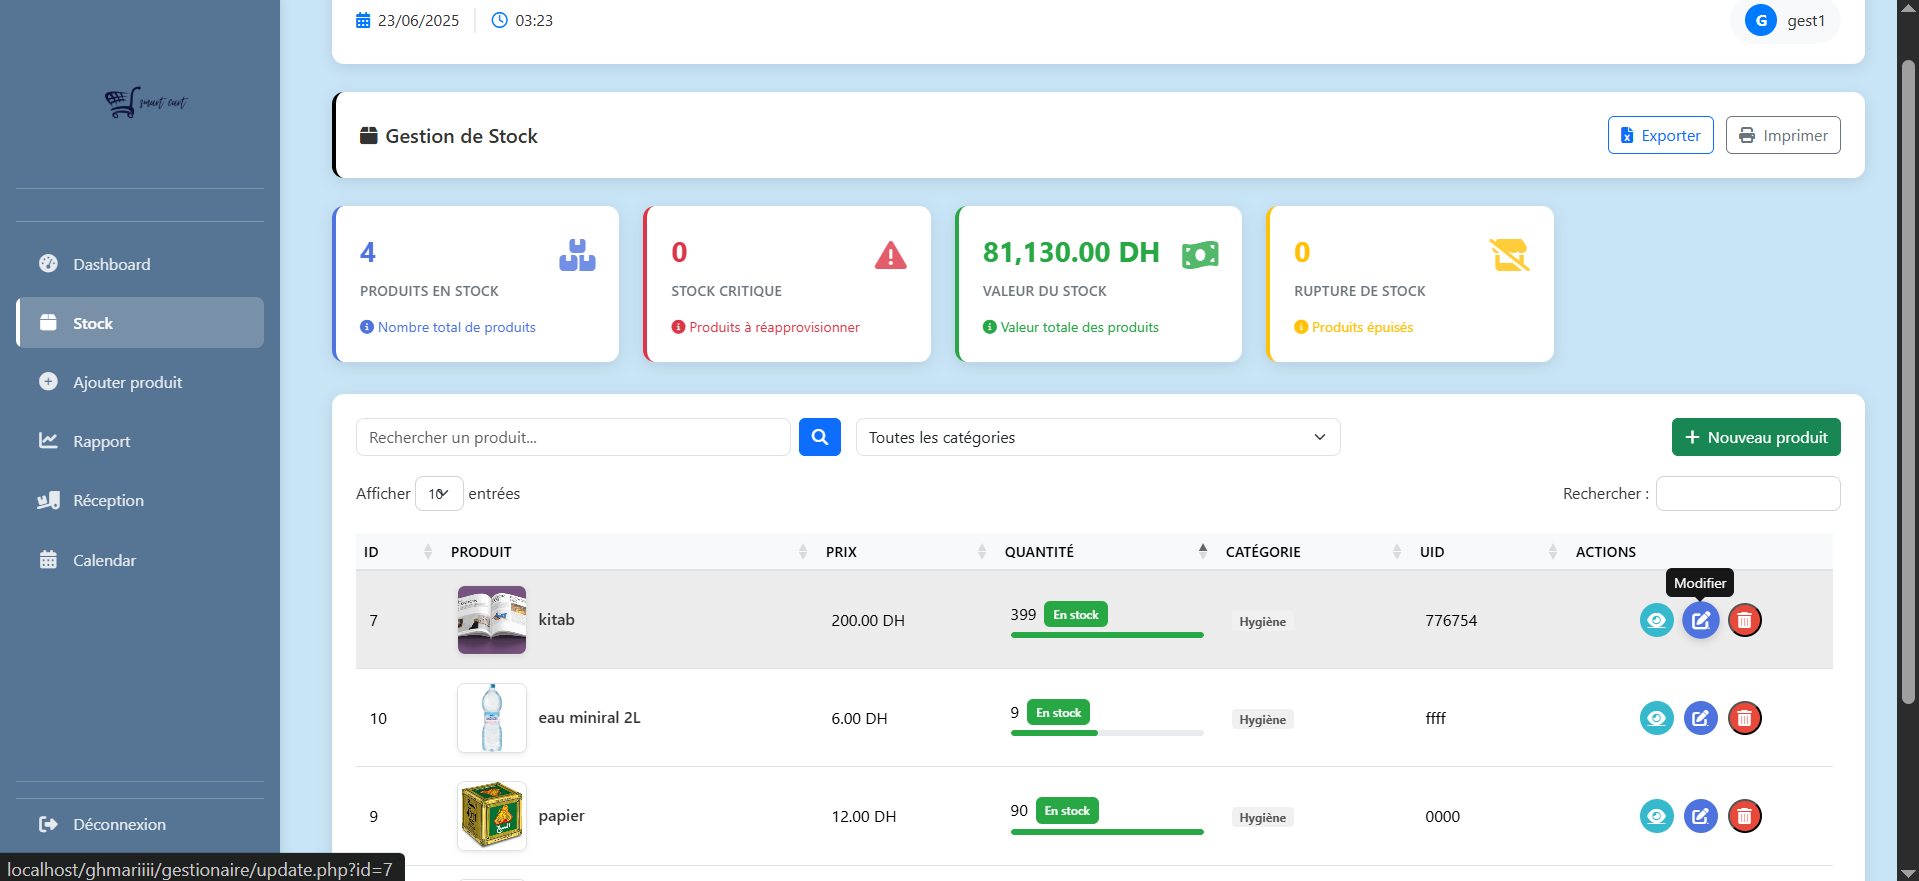 23/06/2025 03:23
G gest1
smart cart
Gestion de Stock
Exporter Imprimer
4
PRODUITS EN STOCK
Nombre total de produits
0
STOCK CRITIQUE
Produits à réapprovisionner
81,130.00 DH
VALEUR DU STOCK
Valeur totale des produits
0
RUPTURE DE STOCK
Produits épuisés
Dashboard
Stock
Ajouter produit
Rapport
Réception
Calendar
Déconnexion
Rechercher un produit...
Toutes les catégories
Nouveau produit
Afficher 10 entrées
Rechercher :
ID PRODUIT PRIX QUANTITÉ CATÉGORIE UID ACTIONS
Modifier
7 kitab 200.00 DH 399 En stock Hygiène 776754
10 eau miniral 2L 6.00 DH 9 En stock Hygiène ffff
9 papier 12.00 DH 90 En stock Hygiène 0000
localhost/ghmariiii/gestionaire/update.php?id=7